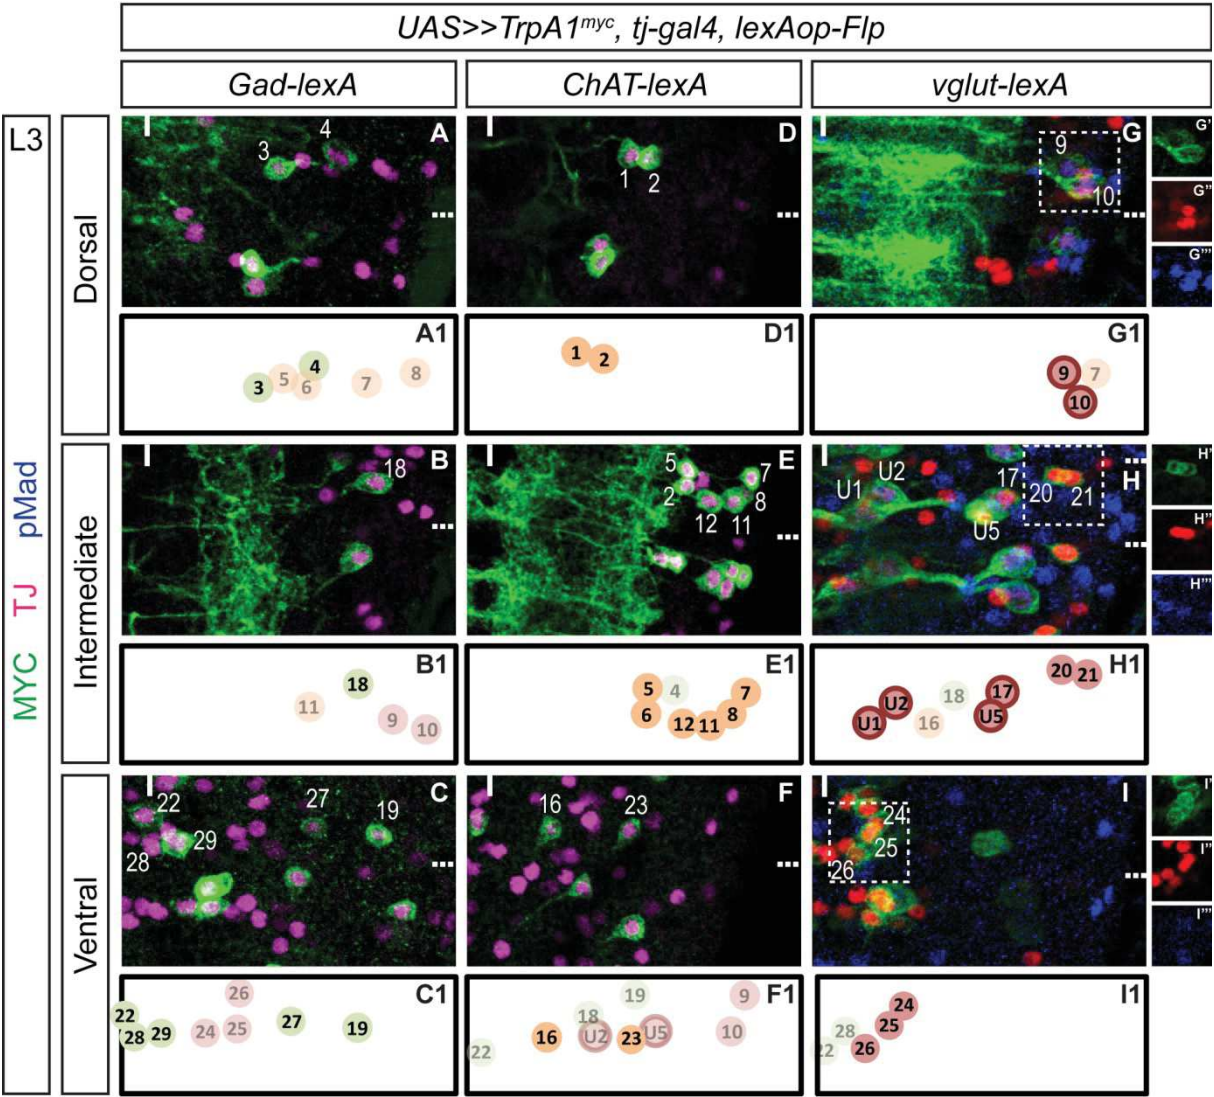 UAS>>TrpA1myc, tj-gal4, lexAop-Flp
Gad-lexA ChAT-lexA vglut-lexA
L3
MYC TJ pMad
Dorsal
A 3 4
D 1 2
G 9 10
G'
G''
G'''
A1 3 5 6 4 7 8
D1 1 2
G1 9 7 10
Intermediate
B 18
E 5 2 12 11 8 7
H U1 U2 17 U5 20 21
H'
H''
H'''
B1 11 18 9 10
E1 5 4 6 12 11 8 7
H1 U1 U2 16 18 17 U5 20 21
Ventral
C 22 28 29 27 19
F 16 23
I 24 25 26
I'
I''
I'''
C1 22 28 29 24 26 25 27 19
F1 22 16 18 U2 19 23 U5 9 10
I1 22 28 26 25 24